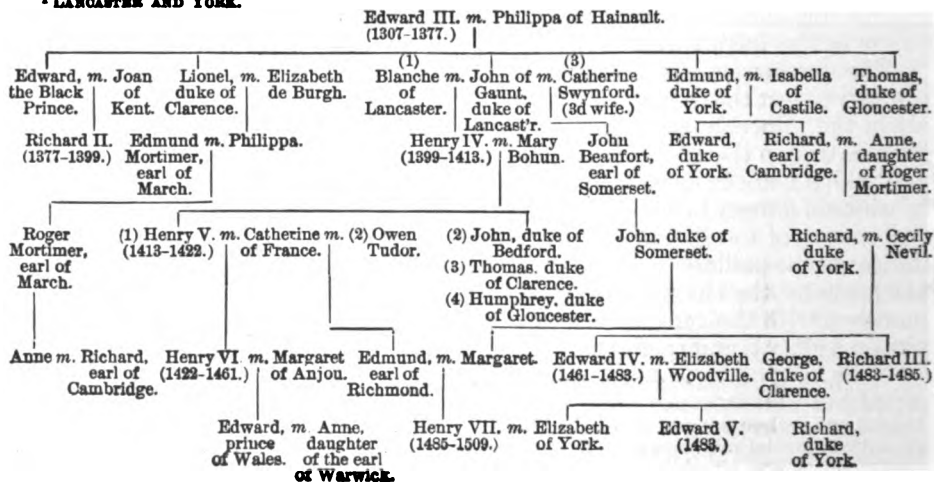 ² LANCASTER AND YORK.
Edward III. m. Philippa of Hainault.
(1307-1377.)
(1) (3)
Edward, m. Joan Lionel, m. Elizabeth Blanche m. John of m. Catherine Edmund, m. Isabella Thomas,
the Black of duke of de Burgh. of Gaunt, Swynford. duke of of duke of
Prince. Kent. Clarence. Lancaster. duke of (3d wife.) York. Castile. Gloucester.
Lancast'r.
Richard II. Edmund m. Philippa. Henry IV. m. Mary John Edward, Richard, m. Anne,
(1377-1399.) Mortimer, (1399-1413.) Bohun. Beaufort, duke earl of daughter
earl of earl of of York. Cambridge. of Roger
March. Somerset. Mortimer.
Roger (1) Henry V. m. Catherine m. (2) Owen (2) John, duke of John, duke of Richard, m. Cecily
Mortimer, (1413-1422.) of France. Tudor. Bedford. Somerset. duke Nevil.
earl of (3) Thomas. duke of York.
March. of Clarence.
(4) Humphrey. duke
of Gloucester.
Anne m. Richard, Henry VI. m. Margaret Edmund, m. Margaret. Edward IV. m. Elizabeth George. Richard III.
earl of (1422-1461.) of Anjou. earl of (1461-1483.) Woodville. duke of (1483-1485.)
Cambridge. Richmond. Clarence.
Edward, m. Anne, Henry VII. m. Elizabeth Edward V. Richard,
prince daughter (1485-1509.) of York. (1483.) duke
of Wales. of the earl of York.
of Warwick.